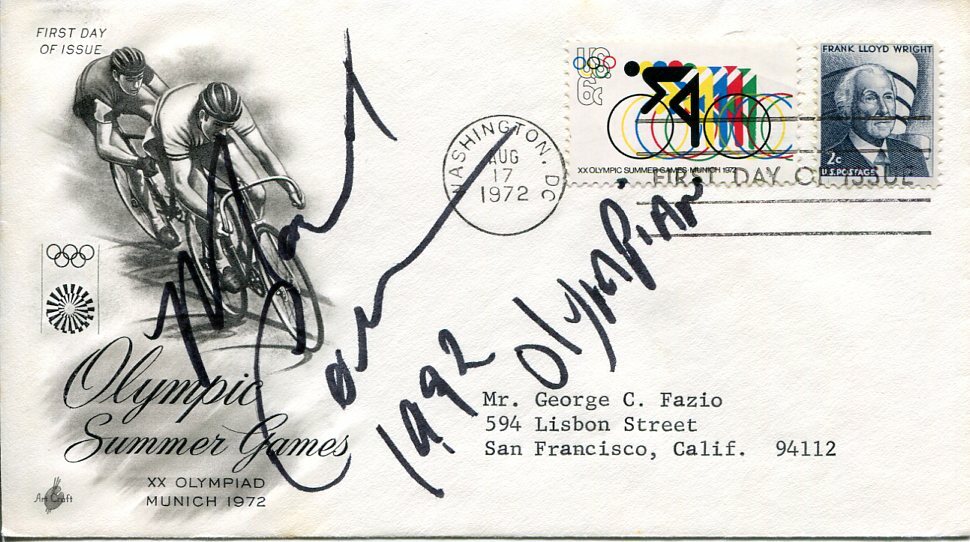 FIRST DAY
OF ISSUE
US
6c
XX OLYMPIC SUMMER GAMES MUNICH 1972
FRANK LLOYD WRIGHT
2c
U.S. POSTAGE
WASHINGTON, DC
AUG
17
1972
FIRST DAY OF ISSUE
1992 OlyMPIAN
Olympic
Summer Games
XX OLYMPIAD
MUNICH 1972
ArtCraft
Mr. George C. Fazio
594 Lisbon Street
San Francisco, Calif. 94112